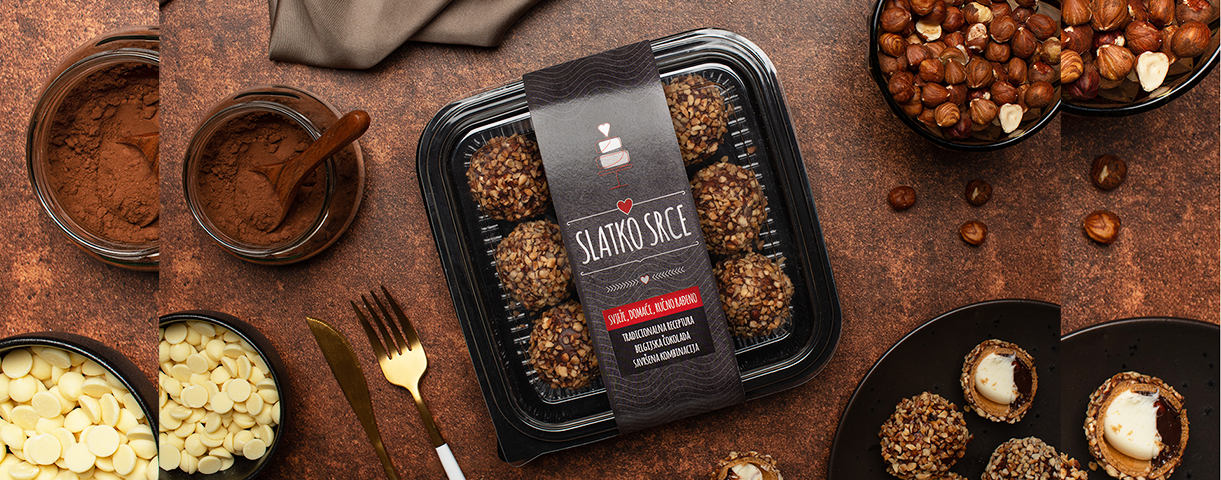 SLATKO SRCE
SVJEŽE, DOMAĆE, RUČNO RAĐENO
TRADICIONALNA RECEPTURA
BELGIJSKA ČOKOLADA
SAVRŠENA KOMBINACIJA